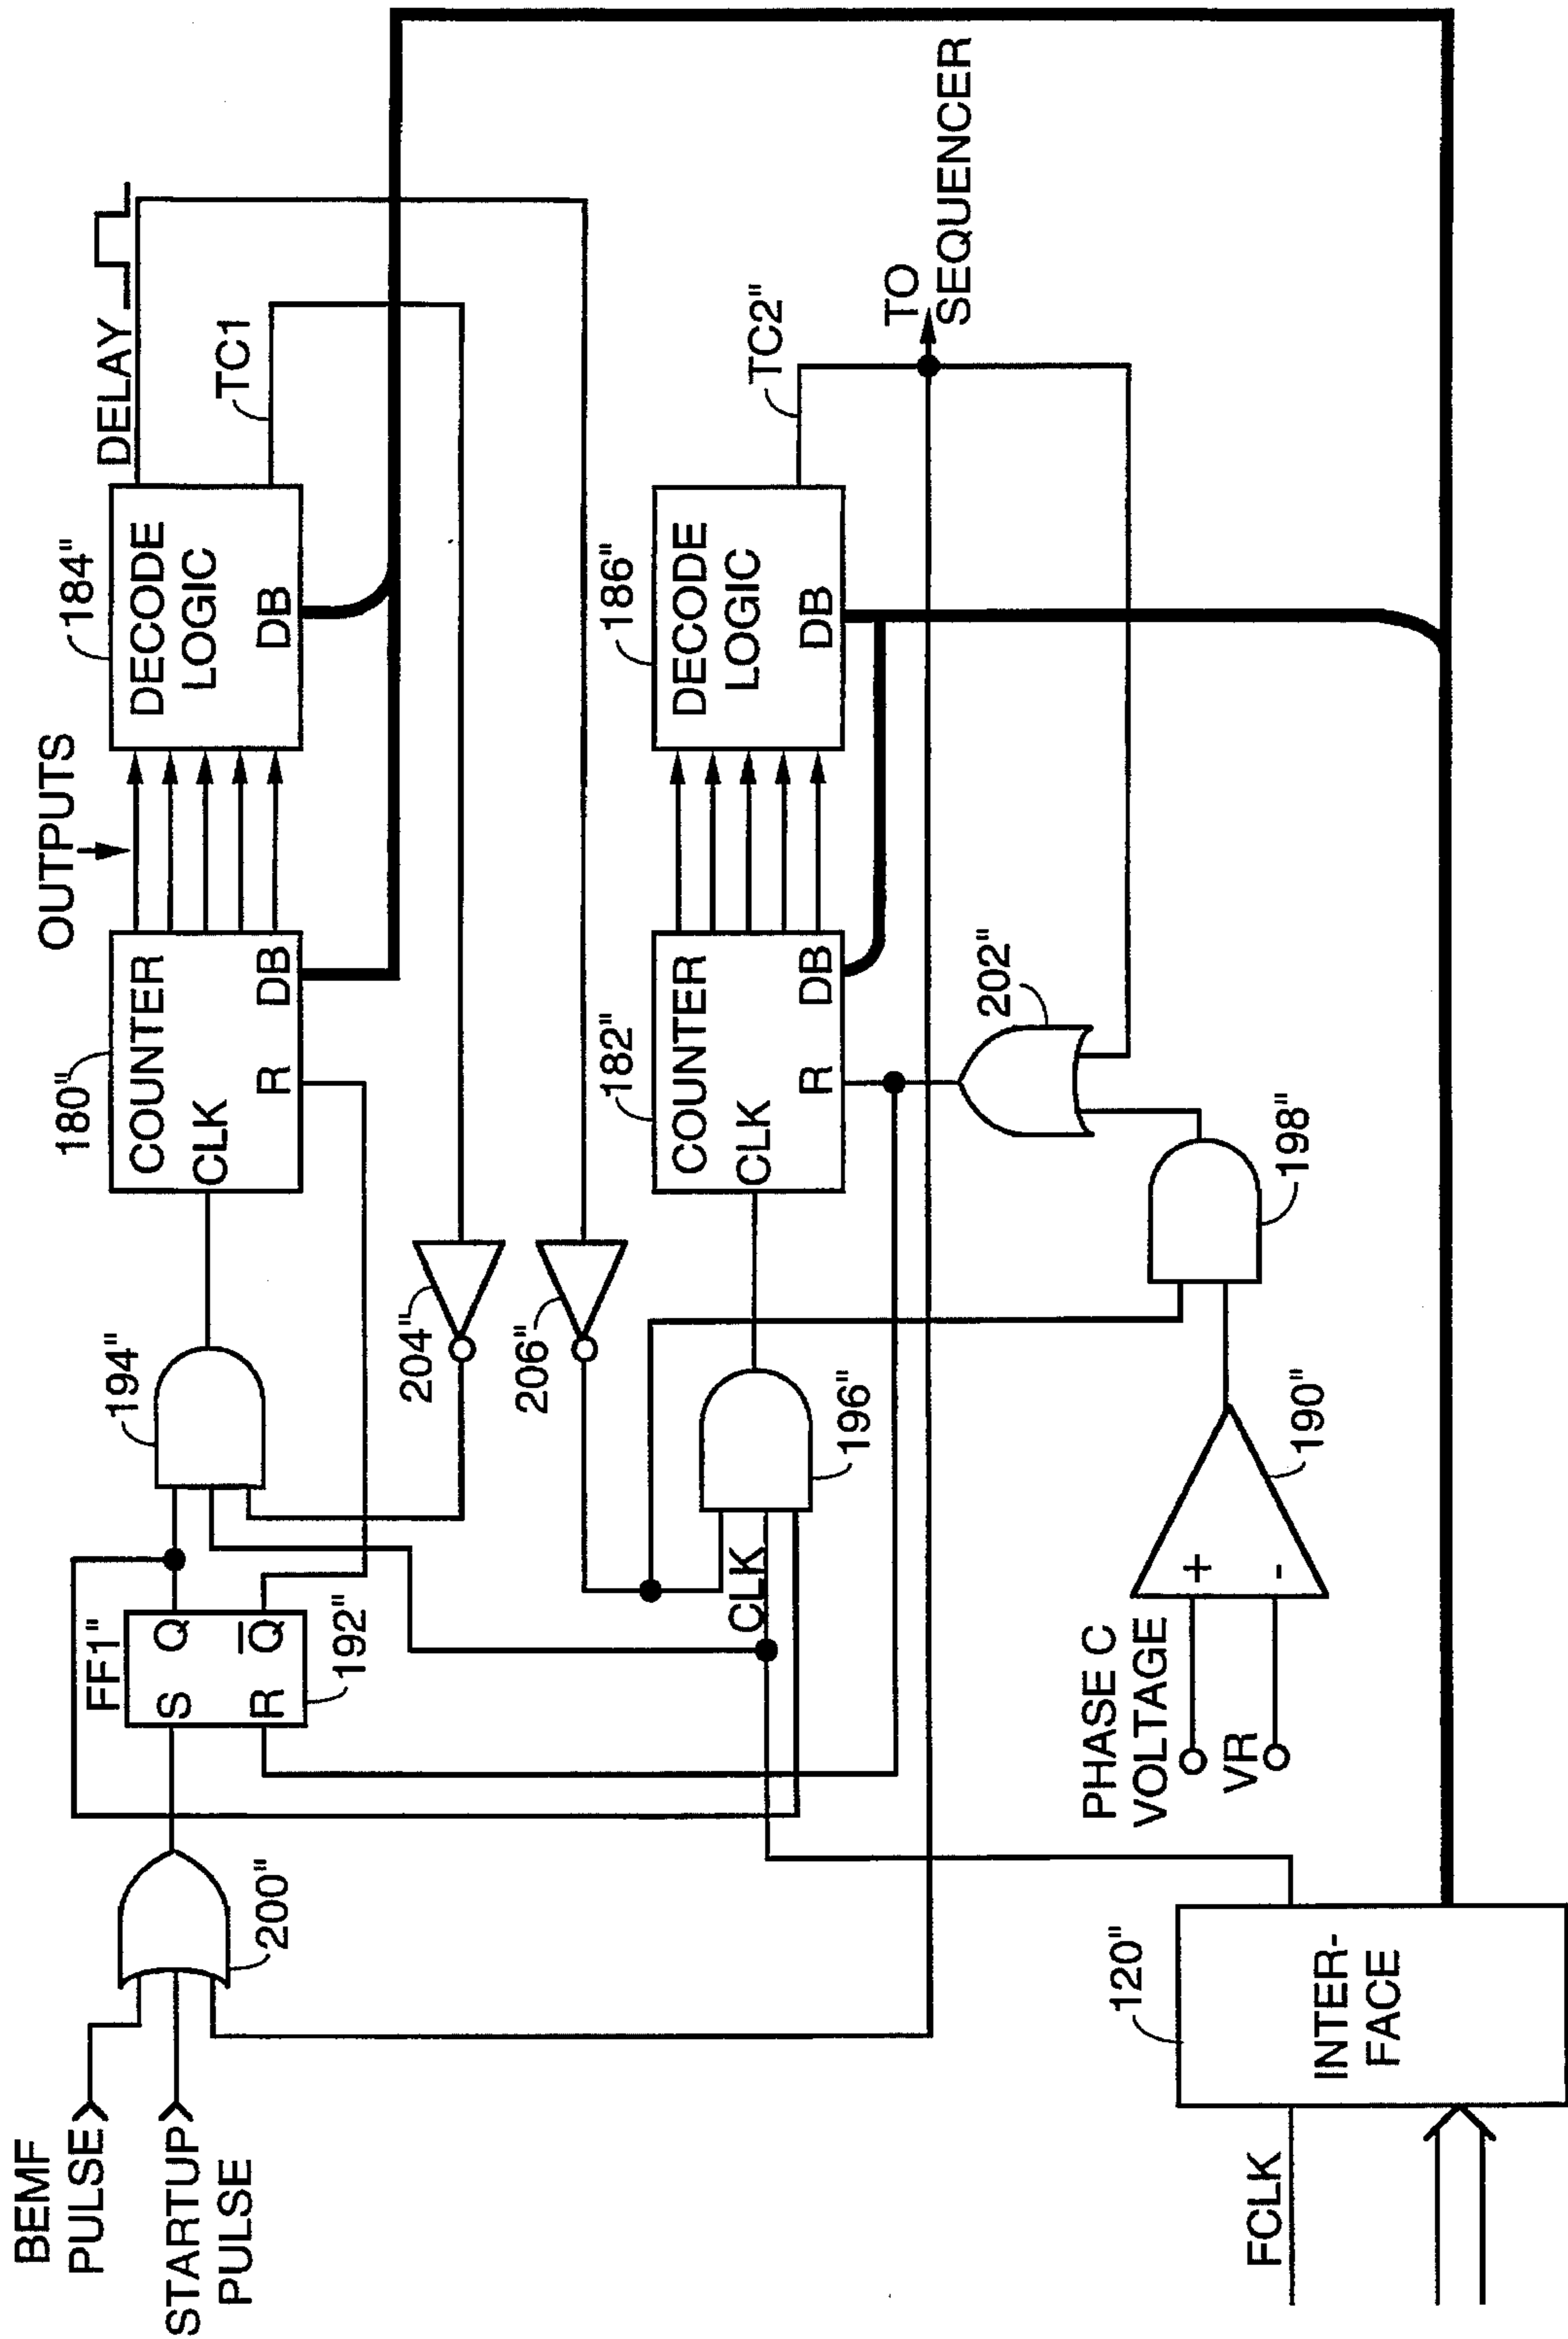 BEMF
PULSE
STARTUP
PULSE
200"
FF1"
S
Q
R
Q
192"
194"
180"
COUNTER
CLK
R
DB
OUTPUTS
184"
DECODE
LOGIC
DB
DELAY
TC1
204"
206"
CLK
196"
182"
COUNTER
CLK
R
DB
186"
DECODE
LOGIC
DB
TC2"
TO
SEQUENCER
202"
198"
PHASE C
VOLTAGE
VR
+
-
190"
120"
INTER-
FACE
FCLK